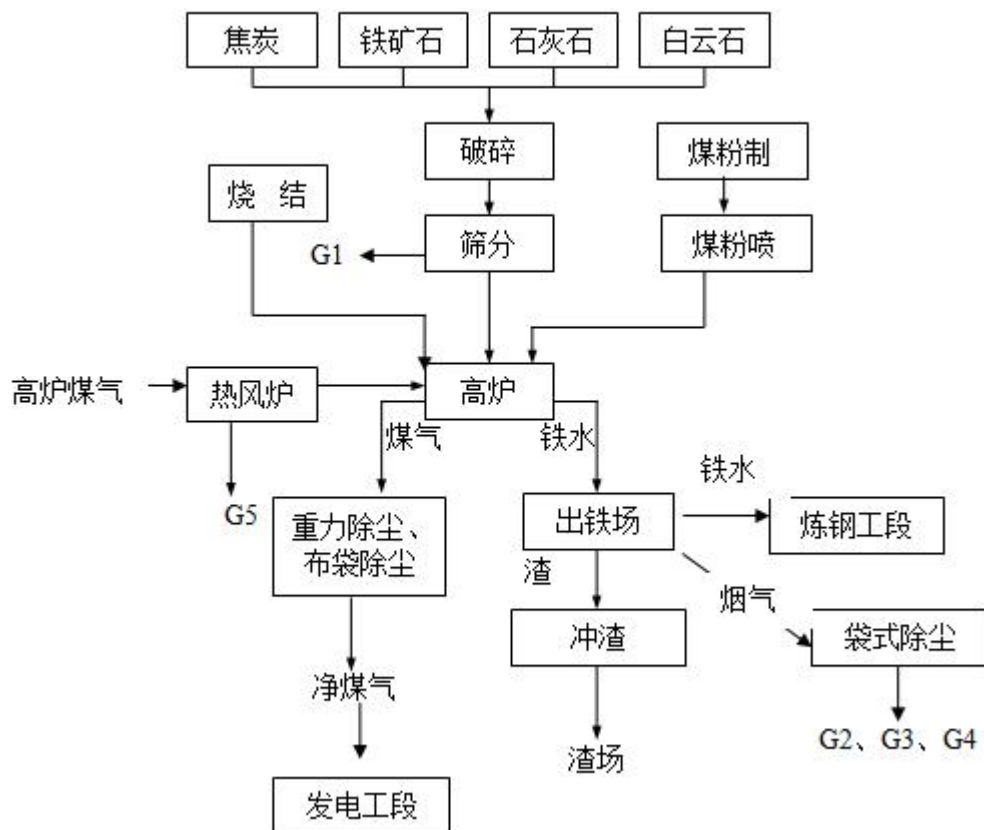 焦炭
铁矿石
石灰石
白云石
破碎
煤粉制
烧 结
筛分
煤粉喷
G1
高炉煤气
热风炉
高炉
煤气
铁水
铁水
G5
重力除尘、
布袋除尘
出铁场
炼钢工段
渣
烟气
冲渣
袋式除尘
净煤气
G2、G3、G4
渣场
发电工段